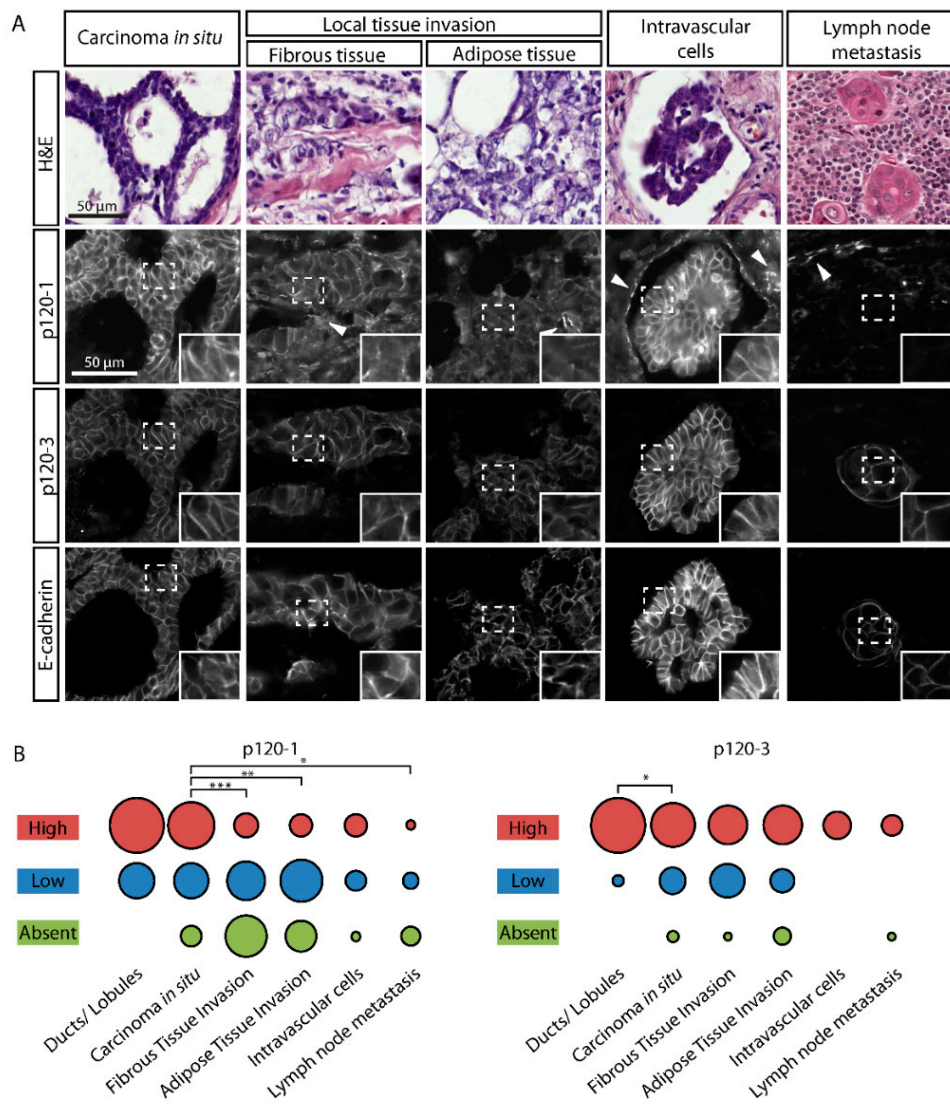 A
Carcinoma in situ
Local tissue invasion
Fibrous tissue
Adipose tissue
Intravascular
cells
Lymph node
metastasis
H&E
50 µm
p120-1
50 µm
p120-3
E-cadherin
B
p120-1
*
**
***
High
Low
Absent
Ducts/ Lobules
Carcinoma in situ
Fibrous Tissue Invasion
Adipose Tissue Invasion
Intravascular cells
Lymph node metastasis
p120-3
*
High
Low
Absent
Ducts/ Lobules
Carcinoma in situ
Fibrous Tissue Invasion
Adipose Tissue Invasion
Intravascular cells
Lymph node metastasis